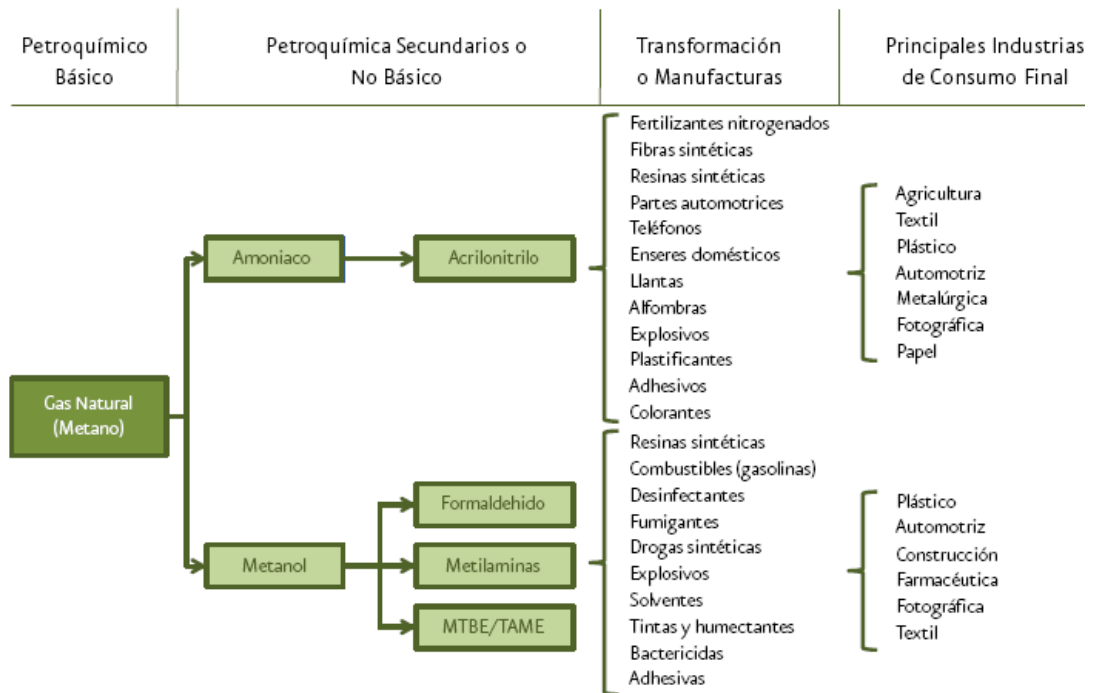 Petroquímico
Básico
Petroquímica Secundarios o
No Básico
Transformación
o Manufacturas
Principales Industrias
de Consumo Final
Gas Natural
(Metano)
Amoniaco
Acrilonitrilo
Fertilizantes nitrogenados
Fibras sintéticas
Resinas sintéticas
Partes automotrices
Teléfonos
Enseres domésticos
Llantas
Alfombras
Explosivos
Plastificantes
Adhesivos
Colorantes
Agricultura
Textil
Plástico
Automotriz
Metalúrgica
Fotográfica
Papel
Metanol
Formaldehido
Metilaminas
MTBE/TAME
Resinas sintéticas
Combustibles (gasolinas)
Desinfectantes
Fumigantes
Drogas sintéticas
Explosivos
Solventes
Tintas y humectantes
Bactericidas
Adhesivas
Plástico
Automotriz
Construcción
Farmacéutica
Fotográfica
Textil